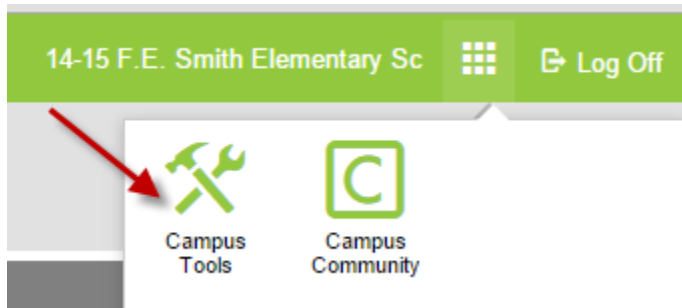 14-15 F.E. Smith Elementary Sc
Log Off
C
Campus
Tools
Campus
Community